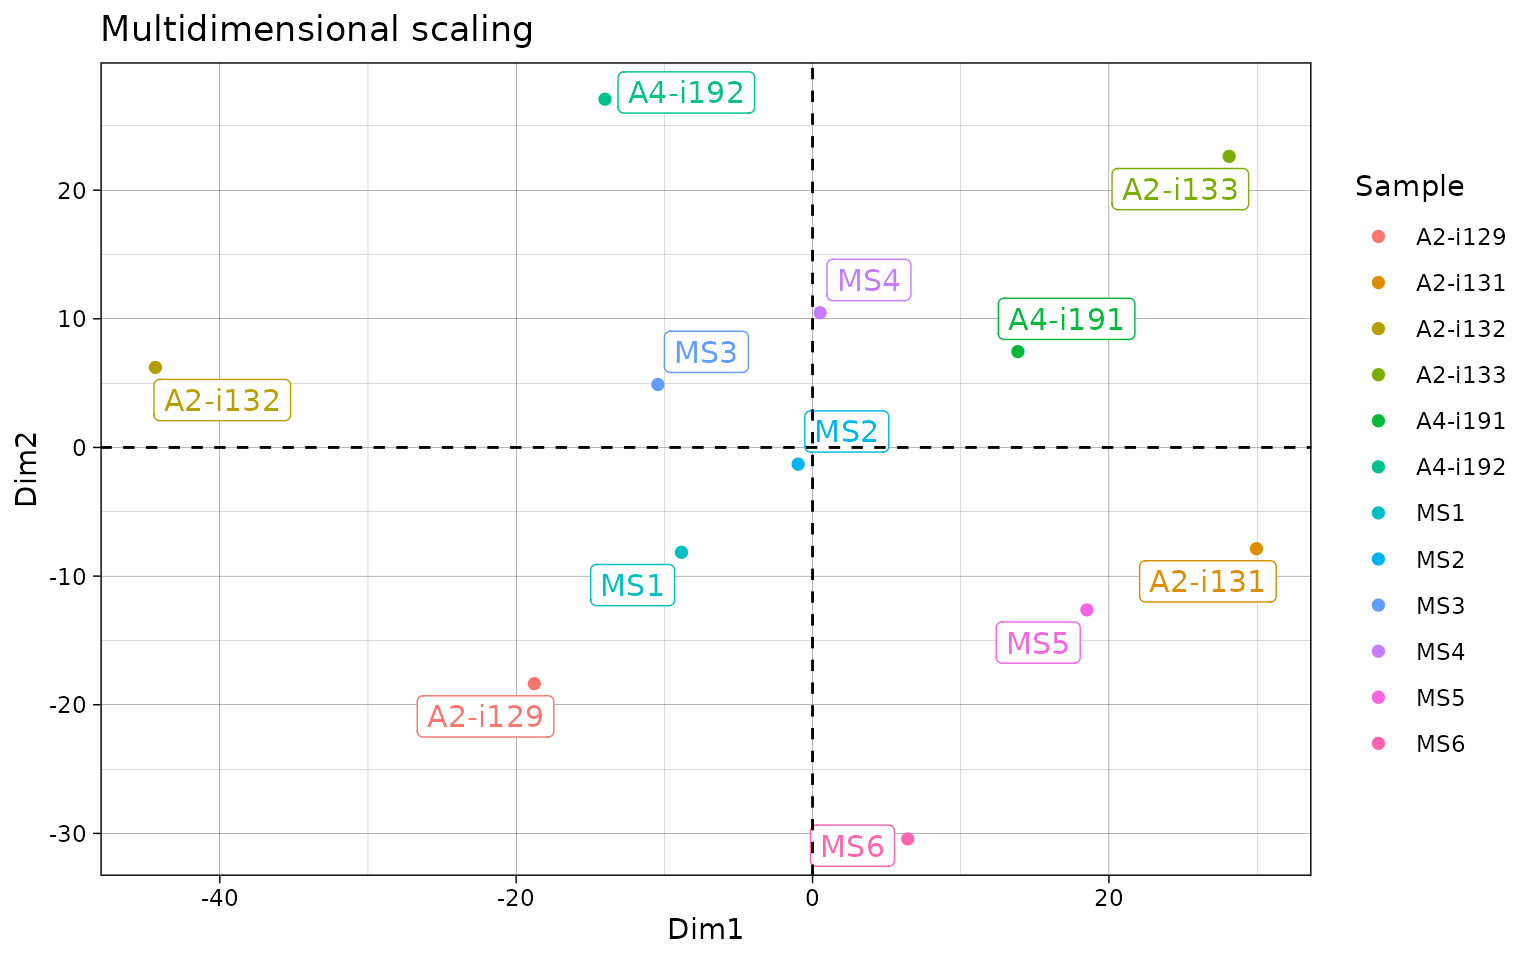 Multidimensional scaling
A4-i192
A2-i133
MS4
A4-i191
MS3
A2-i132
MS2
A2-i131
MS1
MS5
A2-i129
MS6
20
10
0
-10
-20
-30
Dim2
-40
-20
0
20
Dim1
Sample
A2-i129
A2-i131
A2-i132
A2-i133
A4-i191
A4-i192
MS1
MS2
MS3
MS4
MS5
MS6